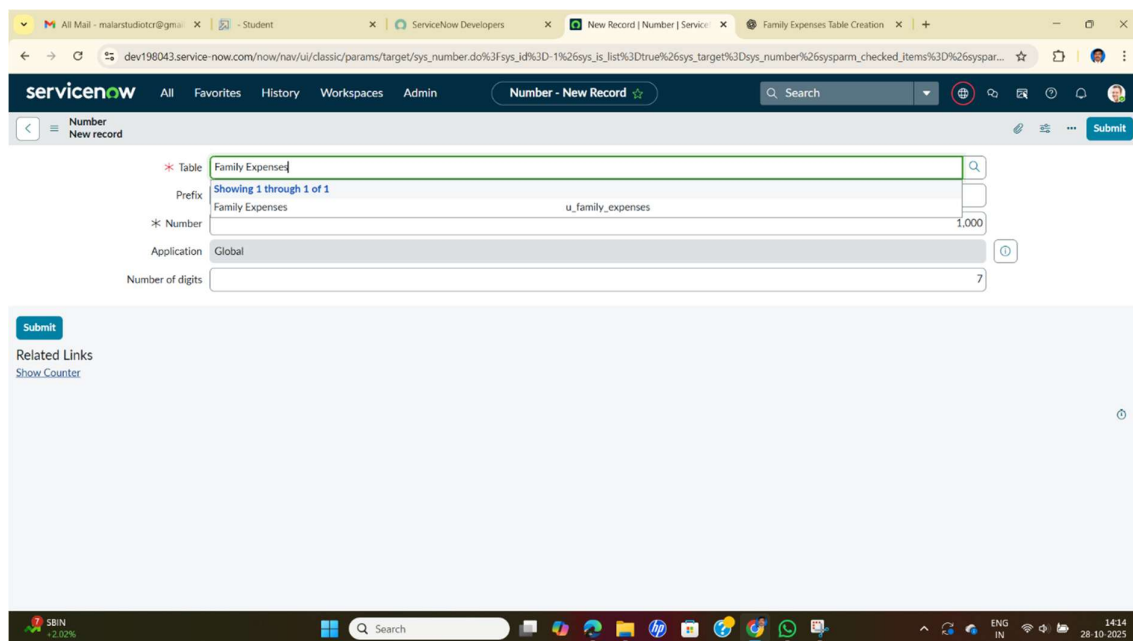 All Mail - malarstudiotcr@gmai
- Student
ServiceNow Developers
New Record | Number | Service
Family Expenses Table Creation
dev198043.service-now.com/now/nav/ui/classic/params/target/sys_number.do%3Fsys_id%3D-1%26sys_is_list%3Dtrue%26sys_target%3Dsys_number%26sysparm_checked_items%3D%26syspar...
servicenow All Favorites History Workspaces Admin Number - New Record Search
Number
New record
Submit
* Table Family Expenses
Prefix
Showing 1 through 1 of 1
Family Expenses u_family_expenses
* Number 1,000
Application Global
Number of digits 7
Submit
Related Links
Show Counter
7 SBIN
+2.02%
Search
ENG
IN
14:14
28-10-2025